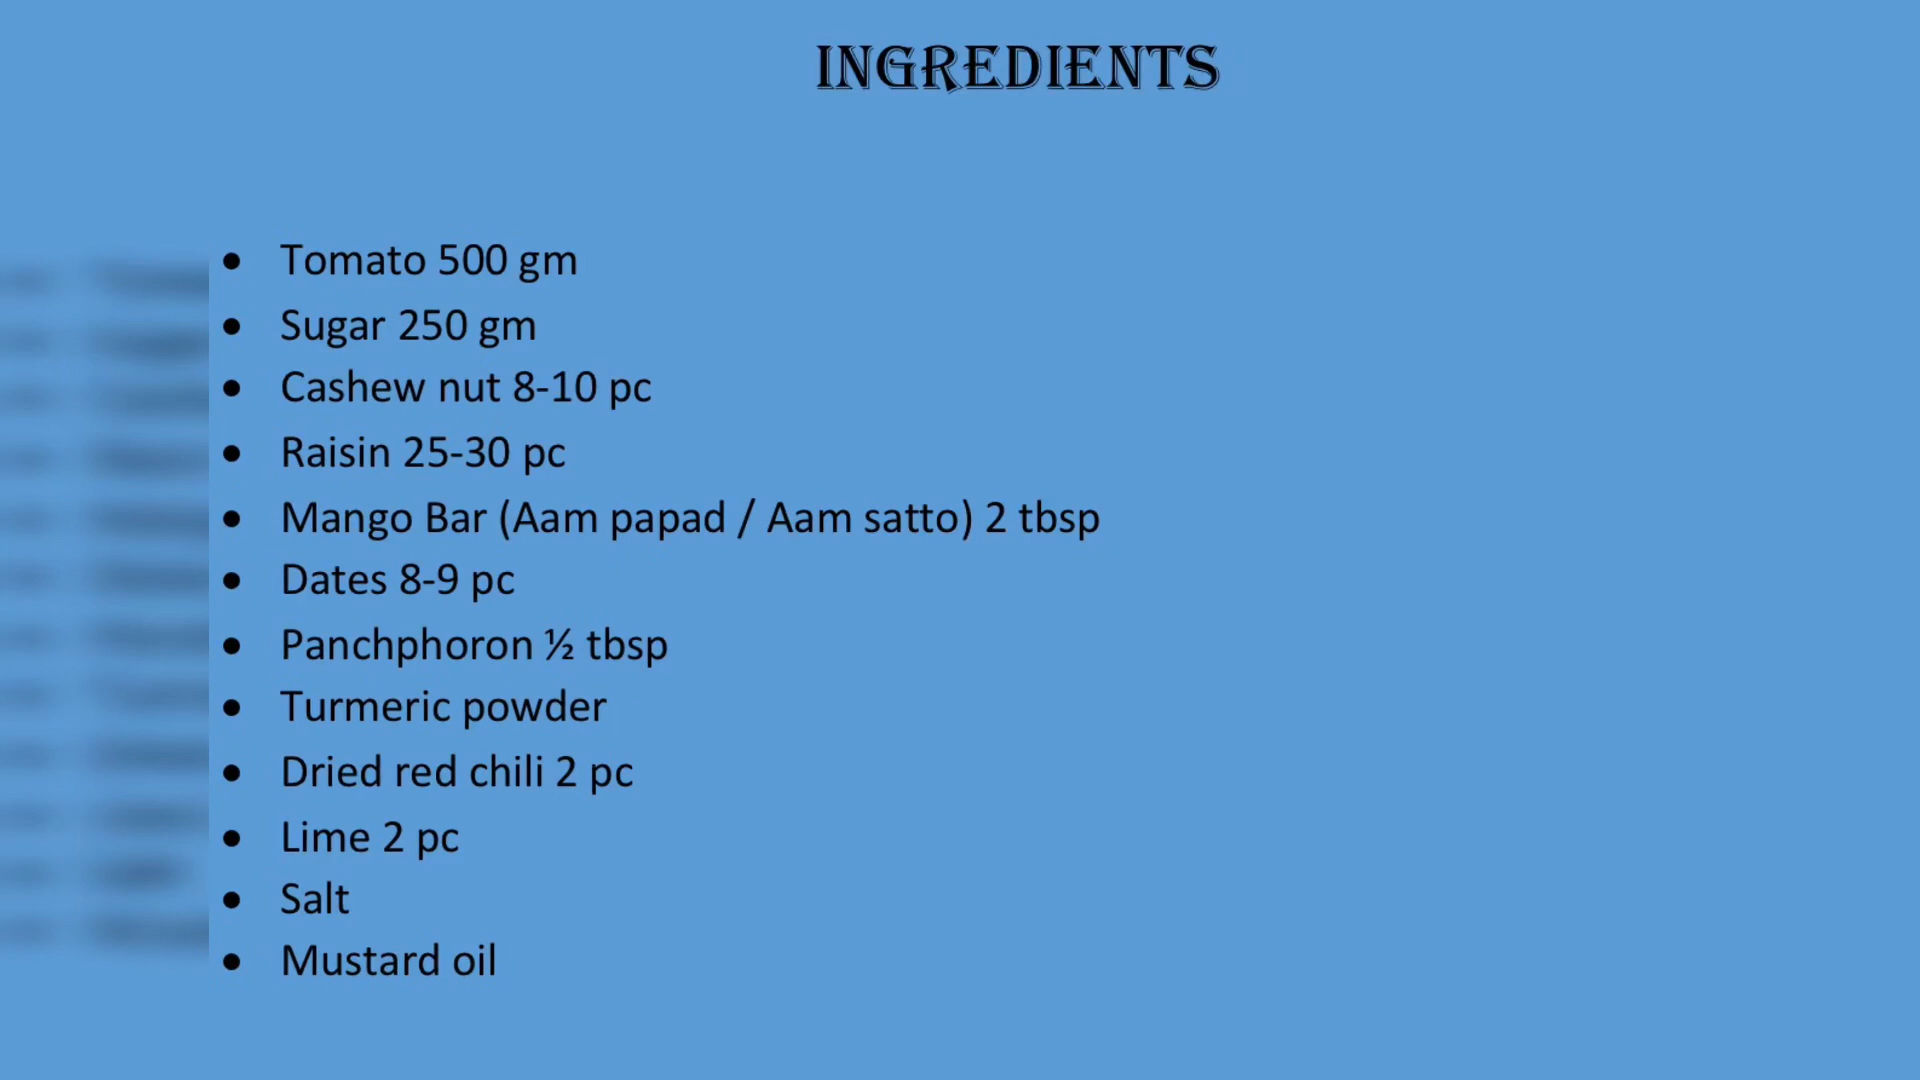 INGREDIENTS
• Tomato 500 gm
• Sugar 250 gm
• Cashew nut 8-10 pc
• Raisin 25-30 pc
• Mango Bar (Aam papad / Aam satto) 2 tbsp
• Dates 8-9 pc
• Panchphoron ½ tbsp
• Turmeric powder
• Dried red chili 2 pc
• Lime 2 pc
• Salt
• Mustard oil